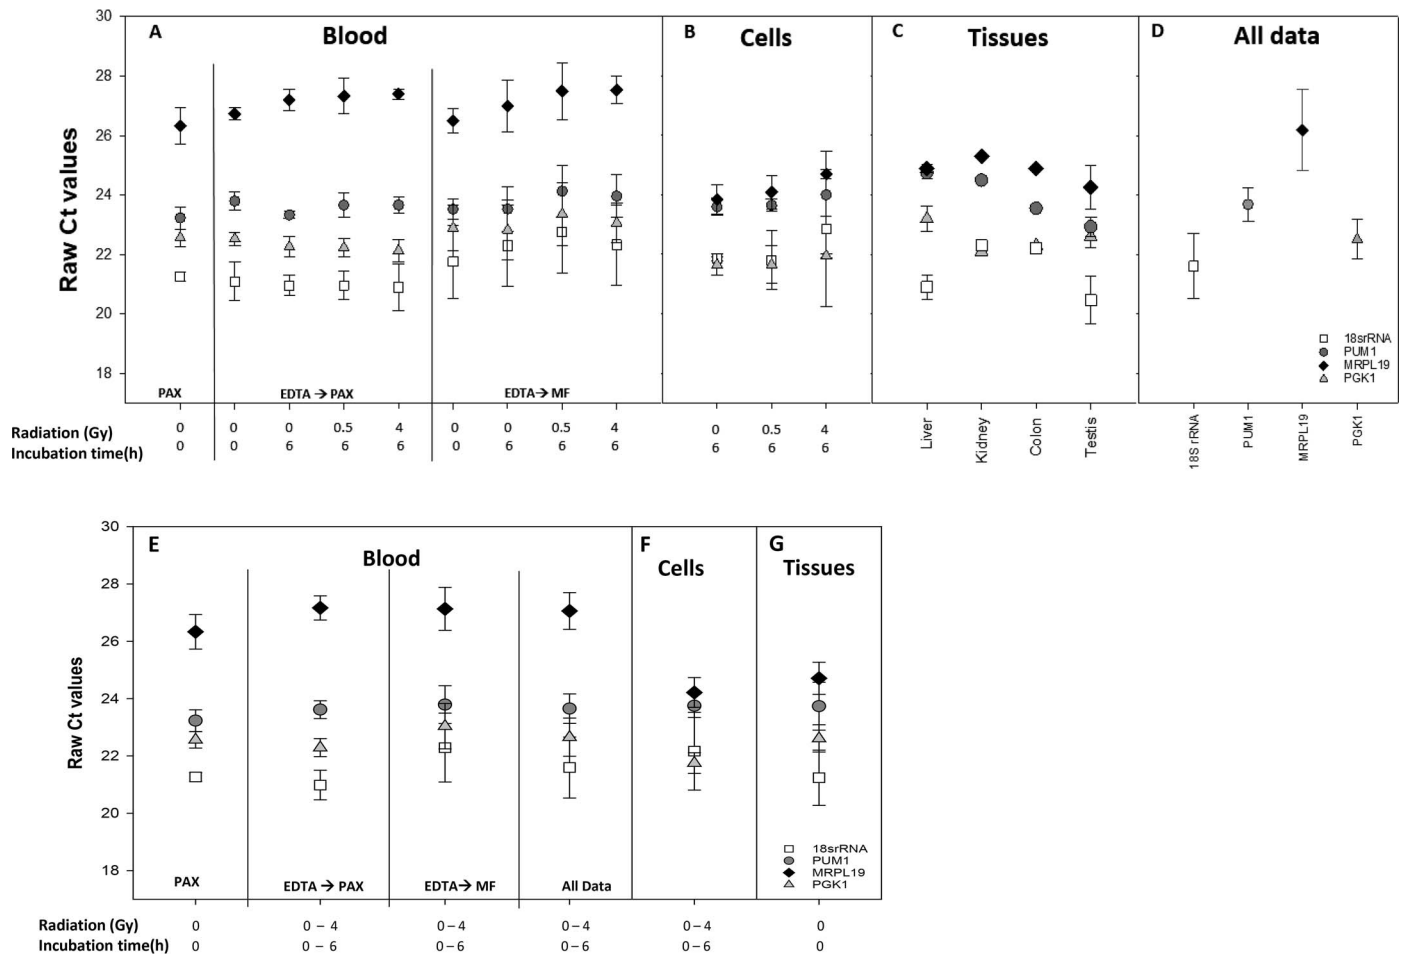 A Blood B Cells C Tissues D All data
Raw Ct values
30
28
26
24
22
20
18
18srRNA
PUM1
MRPL19
PGK1
PAX EDTA → PAX EDTA → MF
Radiation (Gy) 0 0 0 0.5 4 0 0 0.5 4 0 0.5 4
Incubation time(h) 0 0 6 6 6 0 6 6 6 6 6 6
Liver Kidney Colon Testis 18S rRNA PUM1 MRPL19 PGK1
E Blood F Cells G Tissues
Raw Ct values
30
28
26
24
22
20
18
18srRNA
PUM1
MRPL19
PGK1
PAX EDTA → PAX EDTA → MF All Data
Radiation (Gy) 0 0 – 4 0 – 4 0 – 4 0 – 4 0
Incubation time(h) 0 0 – 6 0 – 6 0 – 6 0 – 6 0